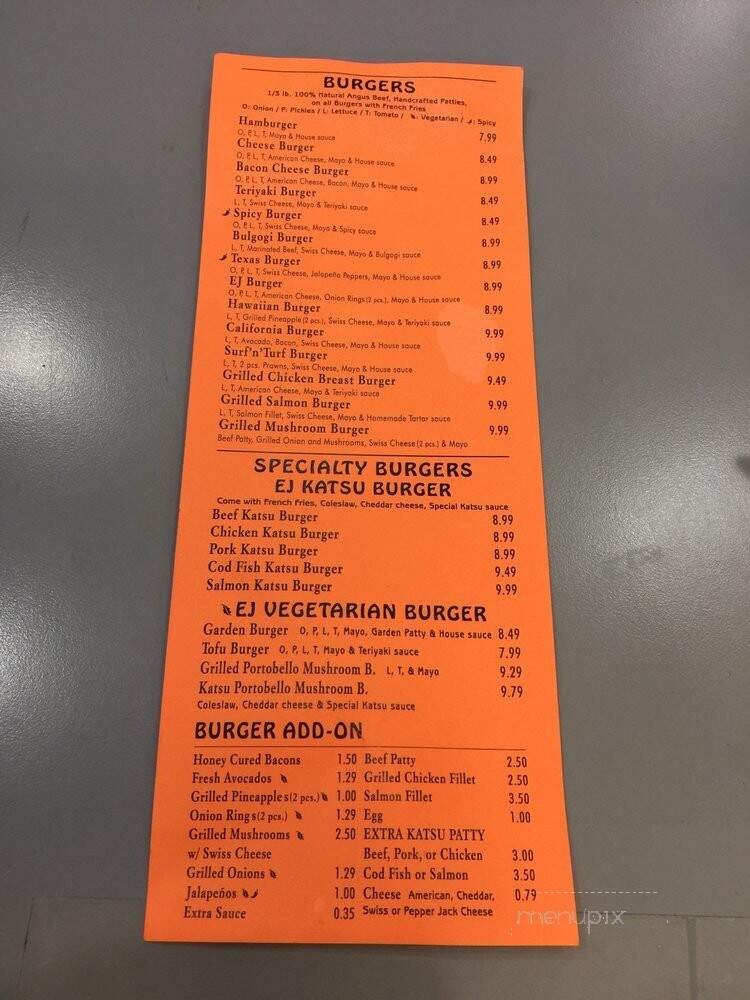 BURGERS
1/3 lb. 100% Natural Angus Beef, Handcrafted Patties,
on all Burgers with French Fries
O: Onion / P: Pickles / L: Lettuce / T: Tomato / : Vegetarian / : Spicy
Hamburger 7.99
O, P, L, T, Mayo & House sauce
Cheese Burger 8.49
O, P, L, T, American Cheese, Mayo & House sauce
Bacon Cheese Burger 8.99
O, P, L, T, American Cheese, Bacon, Mayo & House sauce
Teriyaki Burger 8.49
L, T, Swiss Cheese, Mayo & Teriyaki sauce
Spicy Burger 8.49
O, P, L, T, Swiss Cheese, Mayo & Spicy sauce
Bulgogi Burger 8.99
L, T, Marinated Beef, Swiss Cheese, Mayo & Bulgogi sauce
Texas Burger 8.99
O, P, L, T, Swiss Cheese, Jalapeño Peppers, Mayo & House sauce
EJ Burger 8.99
O, P, L, T, American Cheese, Onion Rings (2 pcs.), Mayo & House sauce
Hawaiian Burger 8.99
L, T, Grilled Pineapple (2 pcs.), Swiss Cheese, Mayo & Teriyaki sauce
California Burger 9.99
L, T, Avocado, Bacon, Swiss Cheese, Mayo & House sauce
Surf'n'Turf Burger 9.99
L, T, 2 pcs. Prawns, Swiss Cheese, Mayo & House sauce
Grilled Chicken Breast Burger 9.49
L, T, American Cheese, Mayo & Teriyaki sauce
Grilled Salmon Burger 9.99
L, T, Salmon Fillet, Swiss Cheese, Mayo & Homemade Tartar sauce
Grilled Mushroom Burger 9.99
Beef Patty, Grilled Onion and Mushrooms, Swiss Cheese (2 pcs.) & Mayo
SPECIALTY BURGERS
EJ KATSU BURGER
Come with French Fries, Coleslaw, Cheddar cheese, Special Katsu sauce
Beef Katsu Burger 8.99
Chicken Katsu Burger 8.99
Pork Katsu Burger 8.99
Cod Fish Katsu Burger 9.49
Salmon Katsu Burger 9.99
EJ VEGETARIAN BURGER
Garden Burger O, P, L, T, Mayo, Garden Patty & House sauce 8.49
Tofu Burger O, P, L, T, Mayo & Teriyaki sauce 7.99
Grilled Portobello Mushroom B. L, T, & Mayo 9.29
Katsu Portobello Mushroom B. 9.79
Coleslaw, Cheddar cheese & Special Katsu sauce
BURGER ADD-ON
Honey Cured Bacons 1.50 Beef Patty 2.50
Fresh Avocados 1.29 Grilled Chicken Fillet 2.50
Grilled Pineapples (2 pcs.) 1.00 Salmon Fillet 3.50
Onion Rings (2 pcs.) 1.29 Egg 1.00
Grilled Mushrooms 2.50 EXTRA KATSU PATTY
w/ Swiss Cheese Beef, Pork, or Chicken 3.00
Grilled Onions 1.29 Cod Fish or Salmon 3.50
Jalapeños 1.00 Cheese American, Cheddar, 0.79
Extra Sauce 0.35 Swiss or Pepper Jack Cheese
menupix